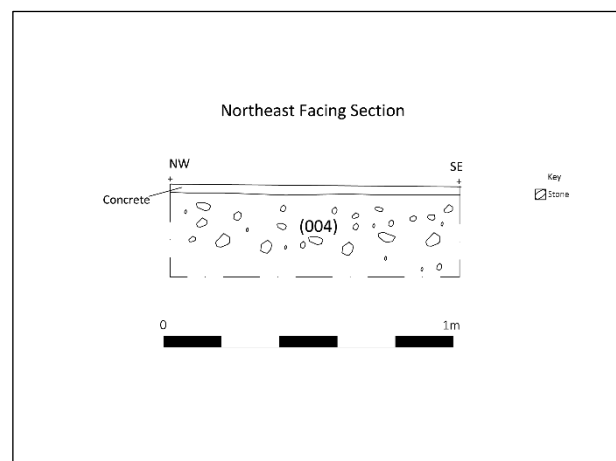 Northeast Facing Section
NW
SE
Key
Stone
Concrete
(004)
0
1m